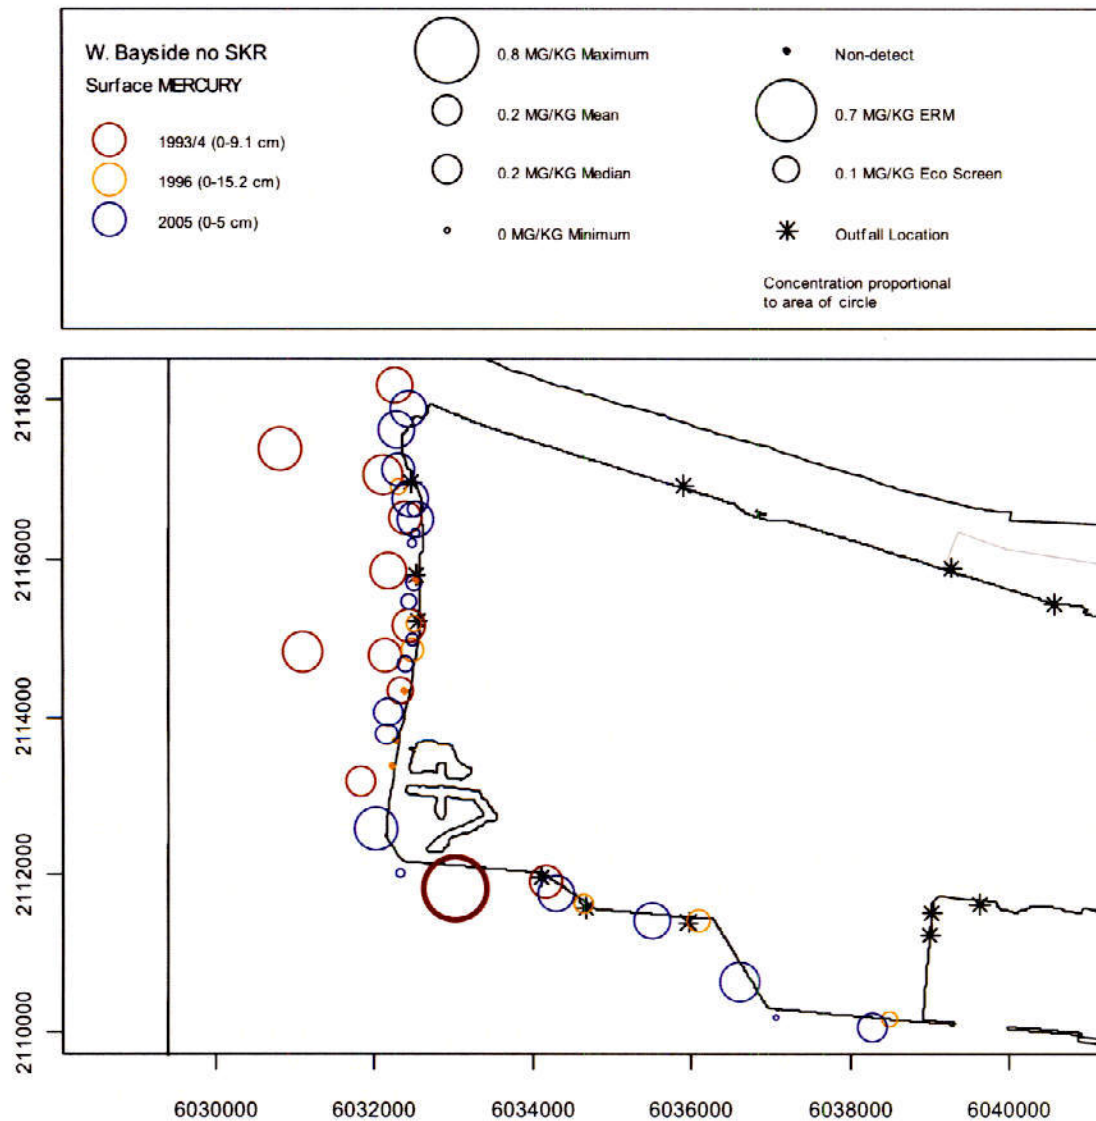 W. Bayside no SKR
Surface MERCURY
1993/4 (0-9.1 cm)
1996 (0-15.2 cm)
2005 (0-5 cm)
0.8 MG/KG Maximum
0.2 MG/KG Mean
0.2 MG/KG Median
0 MG/KG Minimum
Non-detect
0.7 MG/KG ERM
0.1 MG/KG Eco Screen
Outfall Location
Concentration proportional
to area of circle
2118000
2116000
2114000
2112000
2110000
6030000 6032000 6034000 6036000 6038000 6040000